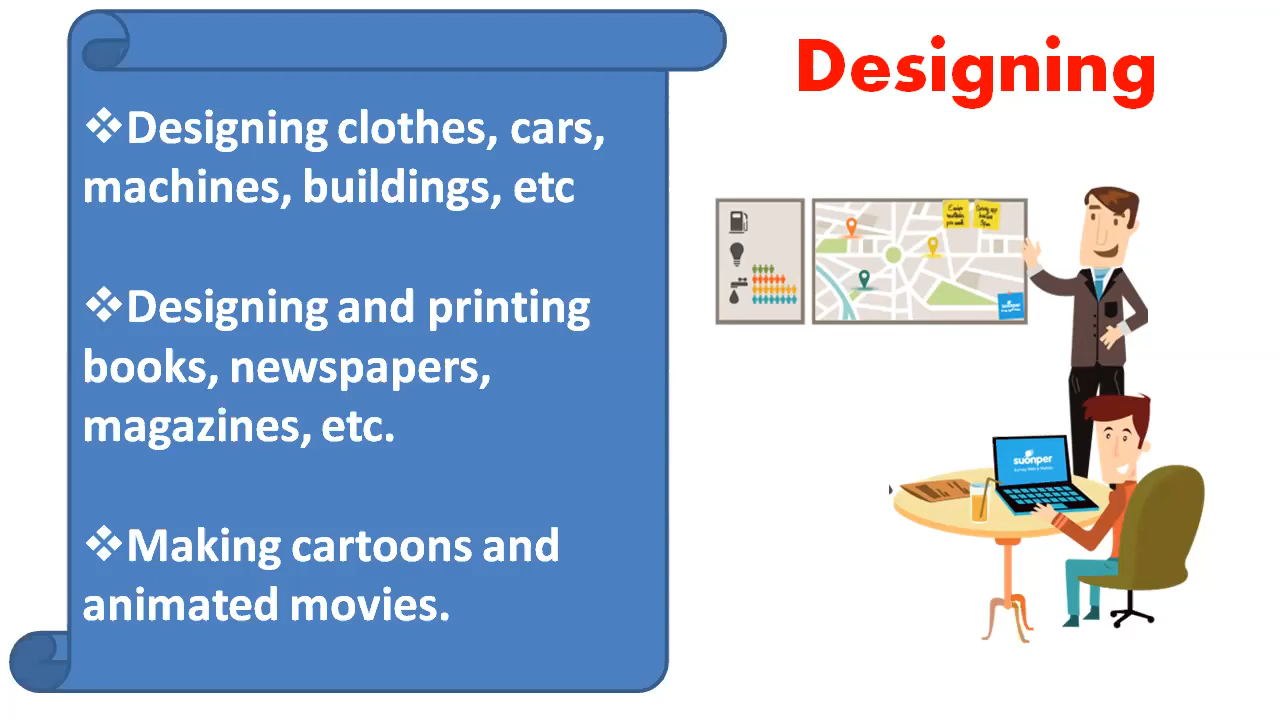 Designing
❖Designing clothes, cars,
machines, buildings, etc
❖Designing and printing
books, newspapers,
magazines, etc.
❖Making cartoons and
animated movies.
suonper